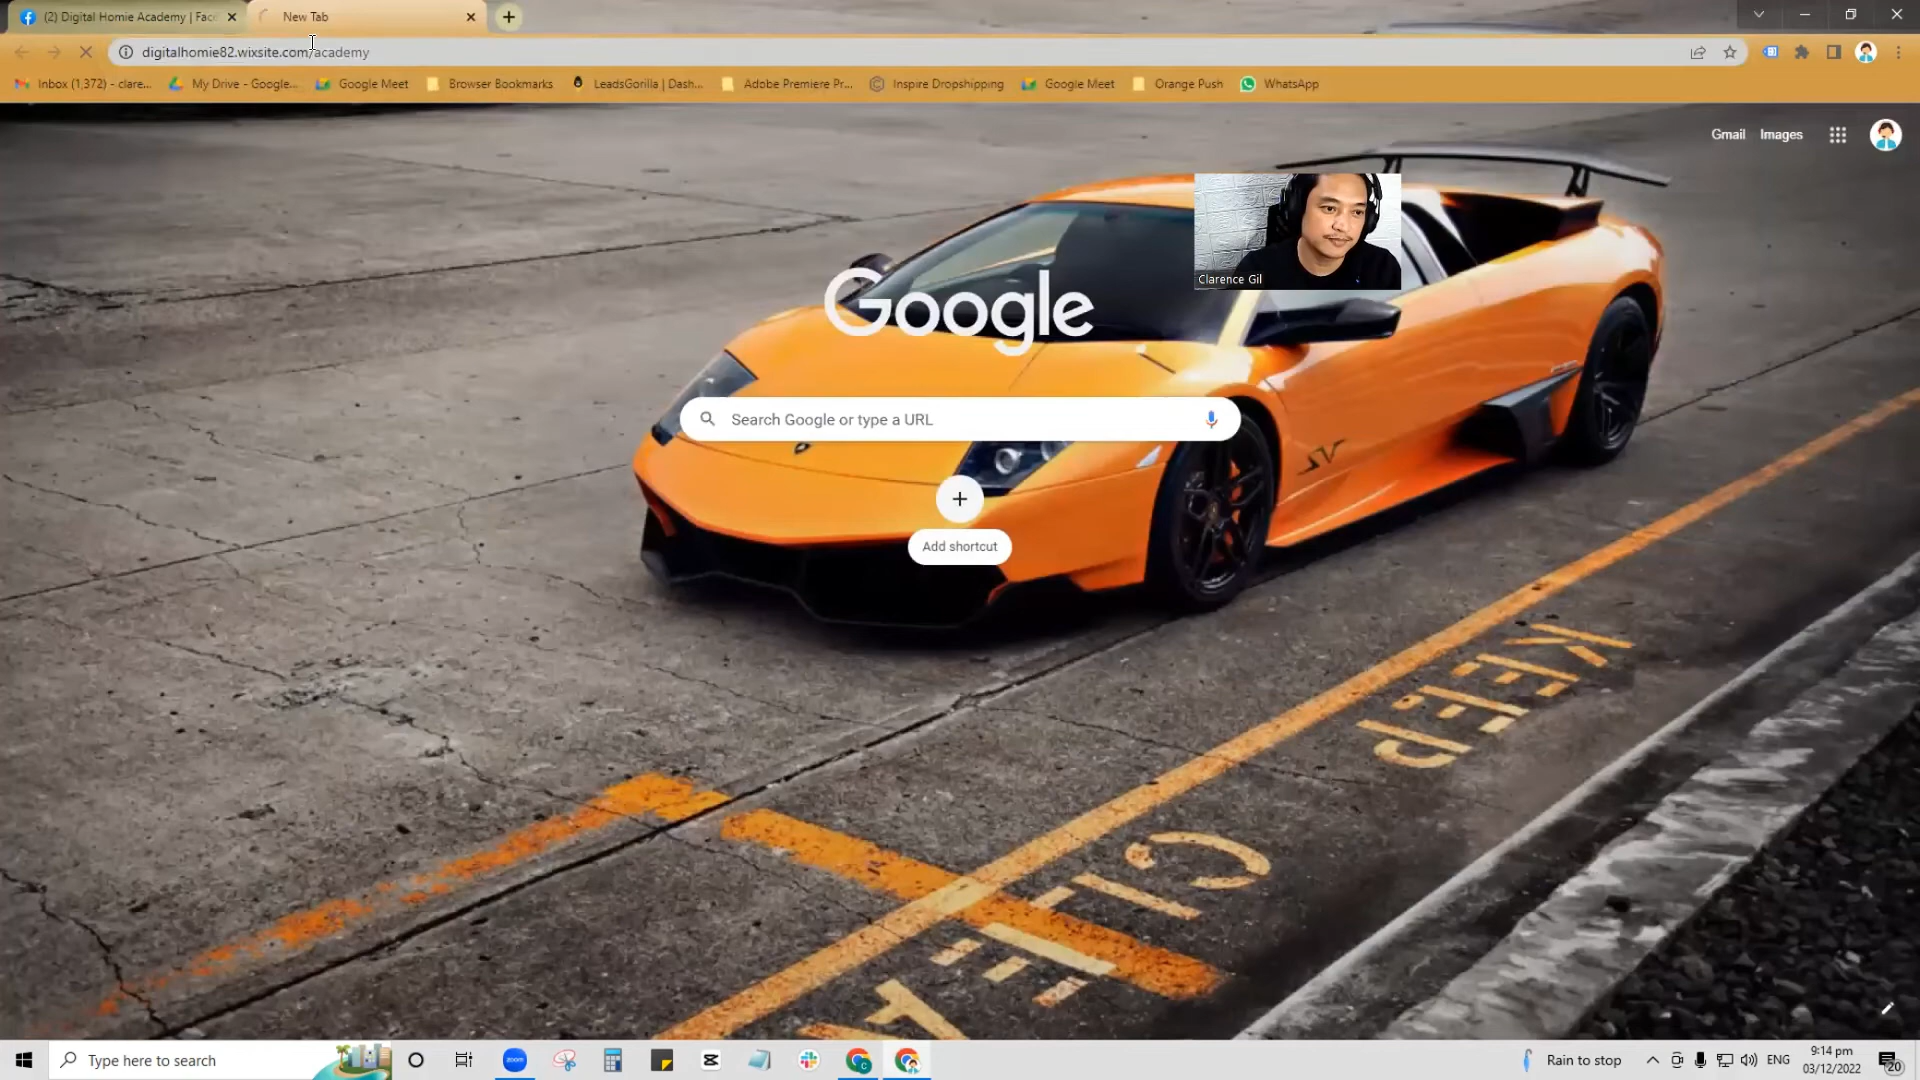 (2) Digital Homie Academy | Fac
New Tab
digitalhomie82.wixsite.com/academy
Inbox (1,372) - clare...
My Drive - Google...
Google Meet
Browser Bookmarks
LeadsGorilla | Dash...
Adobe Premiere Pr...
Inspire Dropshipping
Google Meet
Orange Push
WhatsApp
Gmail
Images
Clarence Gil
Google
Search Google or type a URL
SV
Add shortcut
KEEP
CLEA
Type here to search
zoom
Rain to stop
ENG
9:14 pm
03/12/2022
20